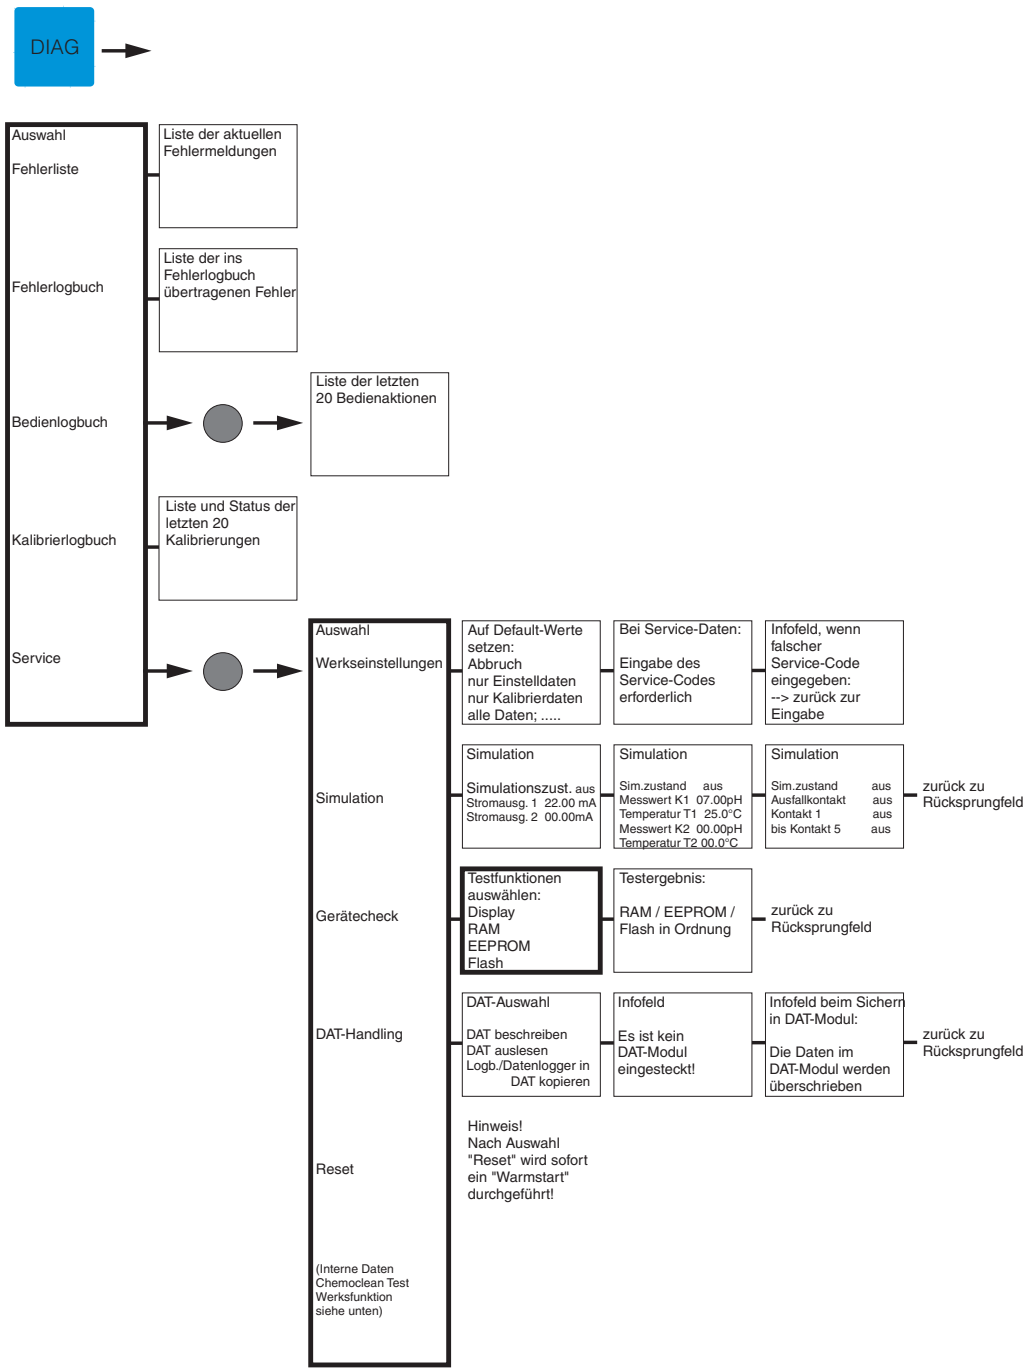 DIAG
Auswahl
Fehlerliste
Liste der aktuellen
Fehlermeldungen
Fehlerlogbuch
Liste der ins
Fehlerlogbuch
übertragenen Fehler
Bedienlogbuch
Liste der letzten
20 Bedienaktionen
Kalibrierlogbuch
Liste und Status der
letzten 20
Kalibrierungen
Service
Auswahl
Werkseinstellungen
Auf Default-Werte
setzen:
Abbruch
nur Einstelldaten
nur Kalibrierdaten
alle Daten; .....
Bei Service-Daten:
Eingabe des
Service-Codes
erforderlich
Infofeld, wenn
falscher
Service-Code
eingegeben:
--> zurück zur
Eingabe
Simulation
Simulation
Simulationszust. aus
Stromausg. 1 22.00 mA
Stromausg. 2 00.00mA
Simulation
Sim.zustand aus
Messwert K1 07.00pH
Temperatur T1 25.0°C
Messwert K2 00.00pH
Temperatur T2 00.0°C
Simulation
Sim.zustand aus
Ausfallkontakt aus
Kontakt 1 aus
bis Kontakt 5 aus
zurück zu
Rücksprungfeld
Gerätecheck
Testfunktionen
auswählen:
Display
RAM
EEPROM
Flash
Testergebnis:
RAM / EEPROM /
Flash in Ordnung
zurück zu
Rücksprungfeld
DAT-Handling
DAT-Auswahl
DAT beschreiben
DAT auslesen
Logb./Datenlogger in
DAT kopieren
Infofeld
Es ist kein
DAT-Modul
eingesteckt!
Infofeld beim Sichern
in DAT-Modul:
Die Daten im
DAT-Modul werden
überschrieben
zurück zu
Rücksprungfeld
Reset
Hinweis!
Nach Auswahl
"Reset" wird sofort
ein "Warmstart"
durchgeführt!
(Interne Daten
Chemoclean Test
Werksfunktion
siehe unten)